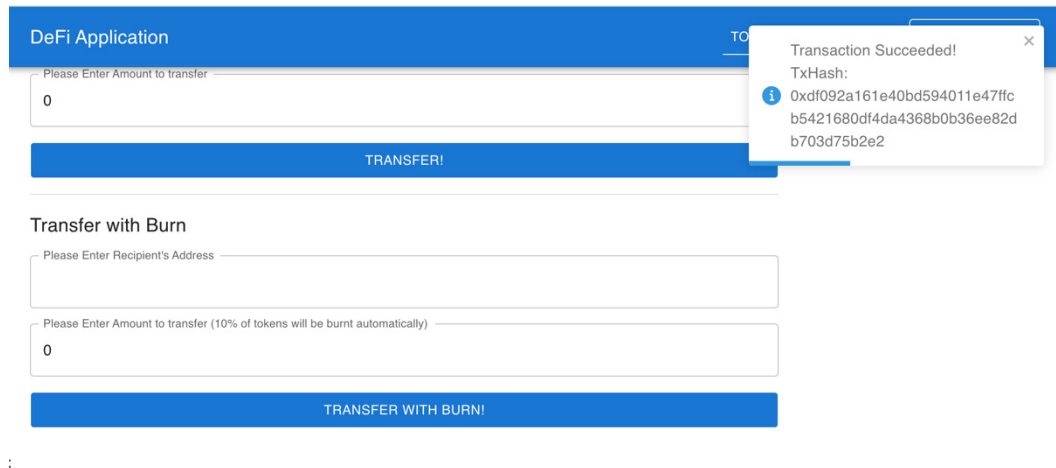 DeFi Application
TO
Transaction Succeeded!
TxHash:
0xdf092a161e40bd594011e47ffc
b5421680df4da4368b0b36ee82d
b703d75b2e2
Please Enter Amount to transfer
0
TRANSFER!
Transfer with Burn
Please Enter Recipient's Address
Please Enter Amount to transfer (10% of tokens will be burnt automatically)
0
TRANSFER WITH BURN!
: